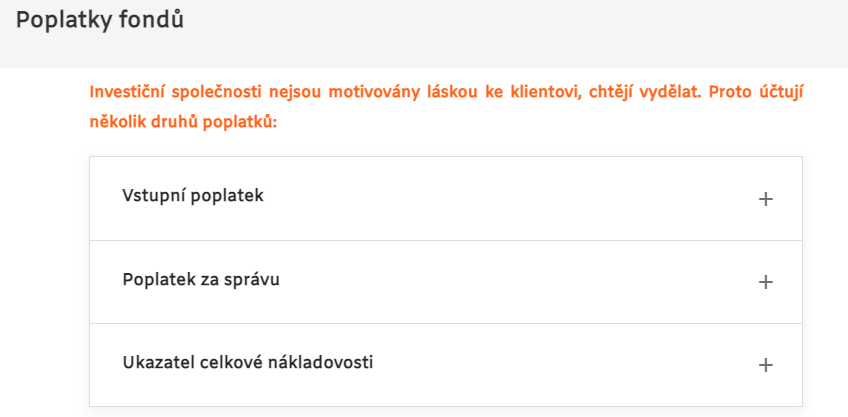 Poplatky fondů
Investiční společnosti nejsou motivovány láskou ke klientovi, chtějí vydělat. Proto účtují
několik druhů poplatků:
Vstupní poplatek
Poplatek za správu
Ukazatel celkové nákladovosti